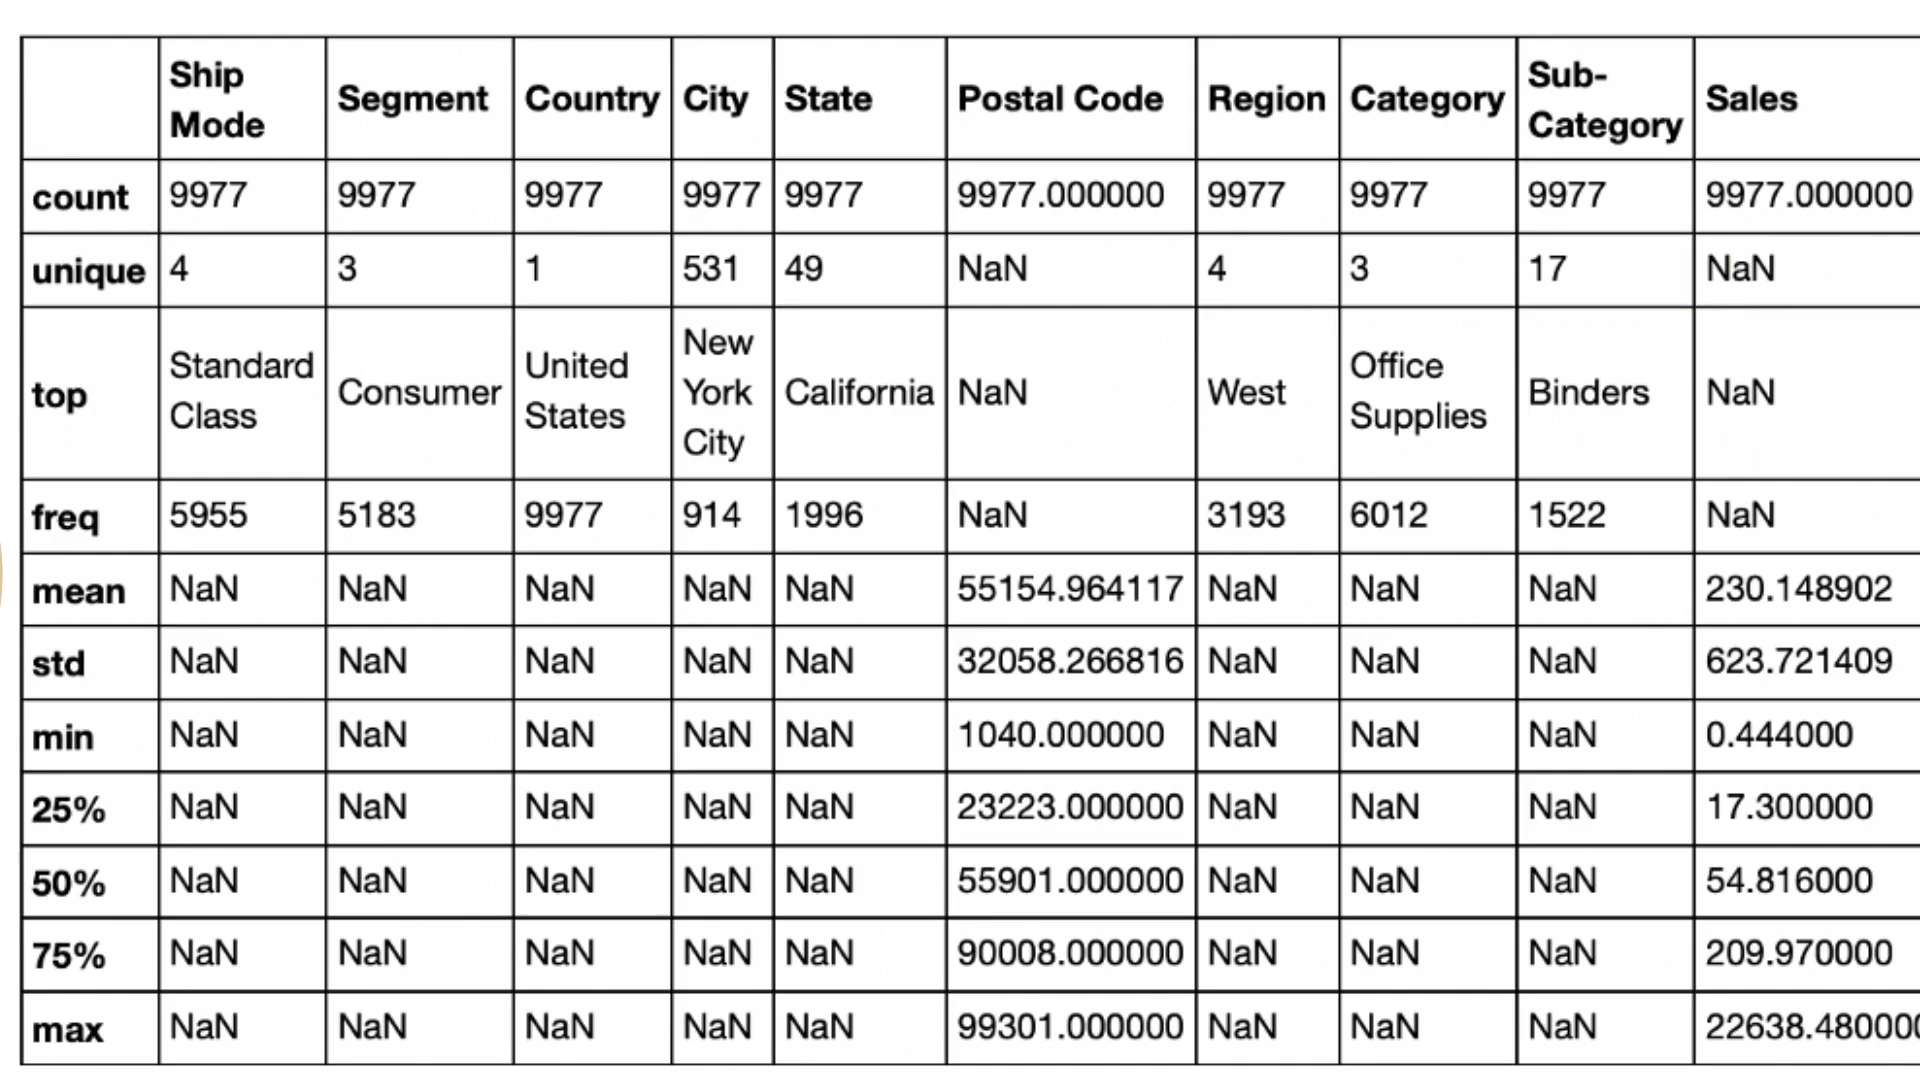 Ship Mode Segment Country City State Postal Code Region Category Sub-Category Sales
count 9977 9977 9977 9977 9977 9977.000000 9977 9977 9977 9977.000000
unique 4 3 1 531 49 NaN 4 3 17 NaN
top Standard Class Consumer United States New York City California NaN West Office Supplies Binders NaN
freq 5955 5183 9977 914 1996 NaN 3193 6012 1522 NaN
mean NaN NaN NaN NaN NaN 55154.964117 NaN NaN NaN 230.148902
std NaN NaN NaN NaN NaN 32058.266816 NaN NaN NaN 623.721409
min NaN NaN NaN NaN NaN 1040.000000 NaN NaN NaN 0.444000
25% NaN NaN NaN NaN NaN 23223.000000 NaN NaN NaN 17.300000
50% NaN NaN NaN NaN NaN 55901.000000 NaN NaN NaN 54.816000
75% NaN NaN NaN NaN NaN 90008.000000 NaN NaN NaN 209.970000
max NaN NaN NaN NaN NaN 99301.000000 NaN NaN NaN 22638.480000